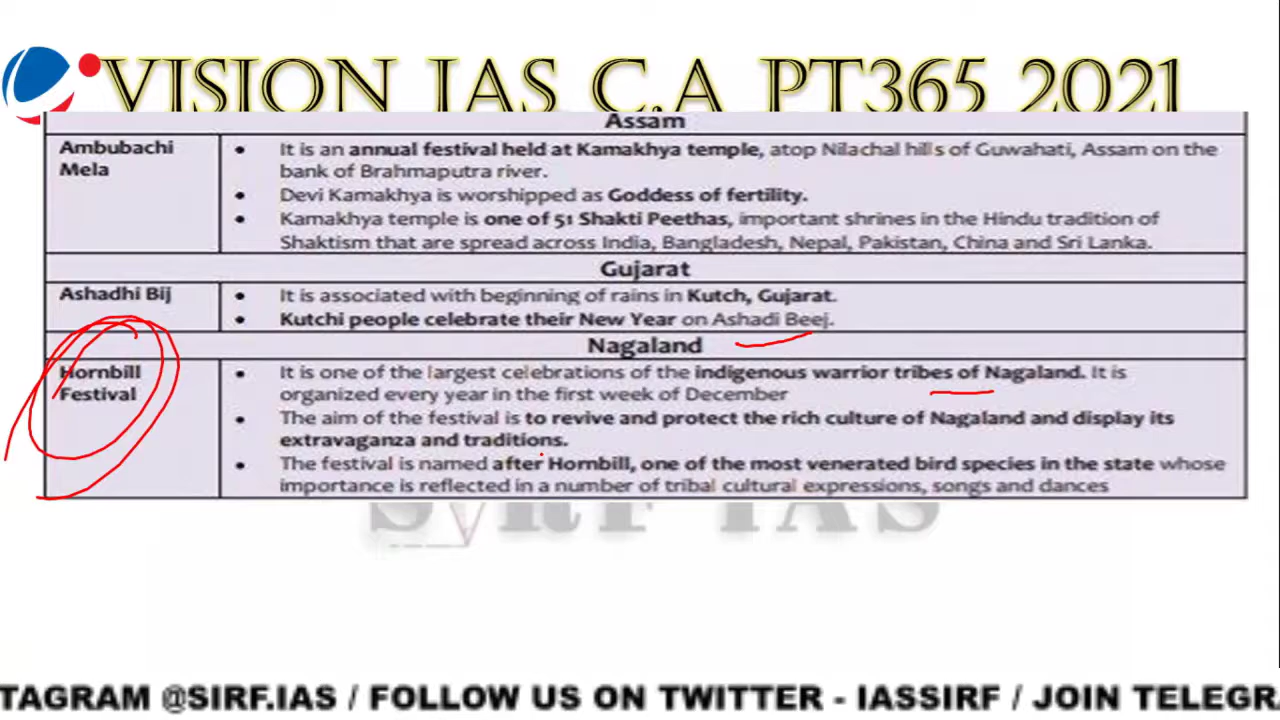 VISION IAS C.A PT365 2021
Assam
Ambubachi Mela
• It is an annual festival held at Kamakhya temple, atop Nilachal hills of Guwahati, Assam on the
bank of Brahmaputra river.
• Devi Kamakhya is worshipped as Goddess of fertility.
• Kamakhya temple is one of 51 Shakti Peethas, important shrines in the Hindu tradition of
Shaktism that are spread across India, Bangladesh, Nepal, Pakistan, China and Sri Lanka.
Gujarat
Ashadhi Bij
• It is associated with beginning of rains in Kutch, Gujarat.
• Kutchi people celebrate their New Year on Ashadi Beej.
Nagaland
Hornbill
Festival
• It is one of the largest celebrations of the indigenous warrior tribes of Nagaland. It is
organized every year in the first week of December
• The aim of the festival is to revive and protect the rich culture of Nagaland and display its
extravaganza and traditions.
• The festival is named after Hornbill, one of the most venerated bird species in the state whose
importance is reflected in a number of tribal cultural expressions, songs and dances
SIRF IAS
TAGRAM @SIRF.IAS / FOLLOW US ON TWITTER - IASSIRF / JOIN TELEGR